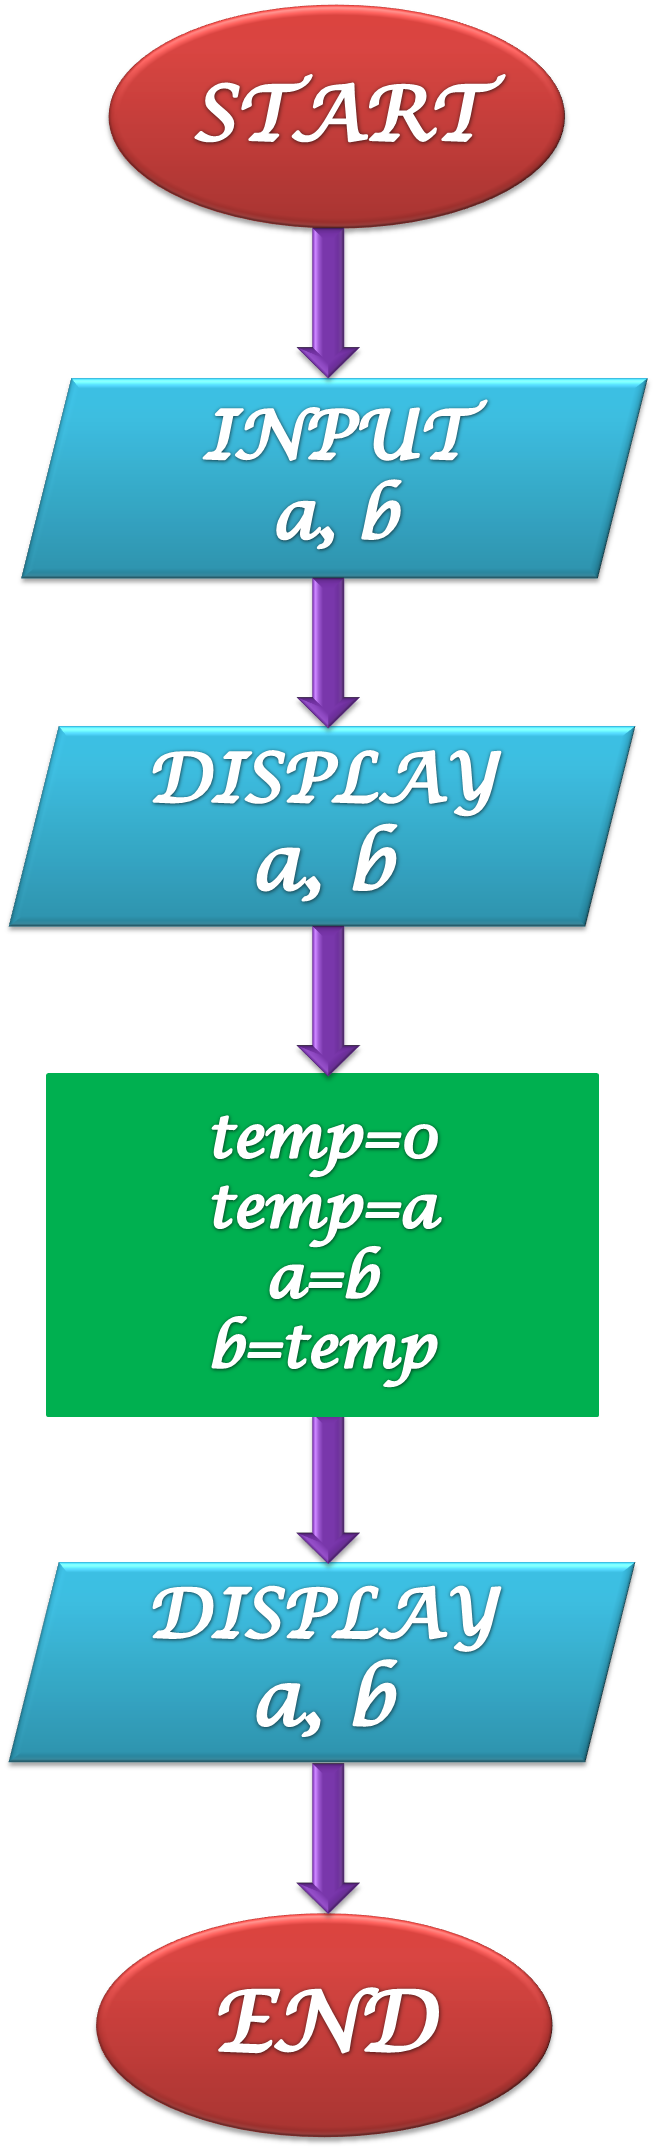 START
INPUT
a, b
DISPLAY
a, b
temp=0
temp=a
a=b
b=temp
DISPLAY
a, b
END